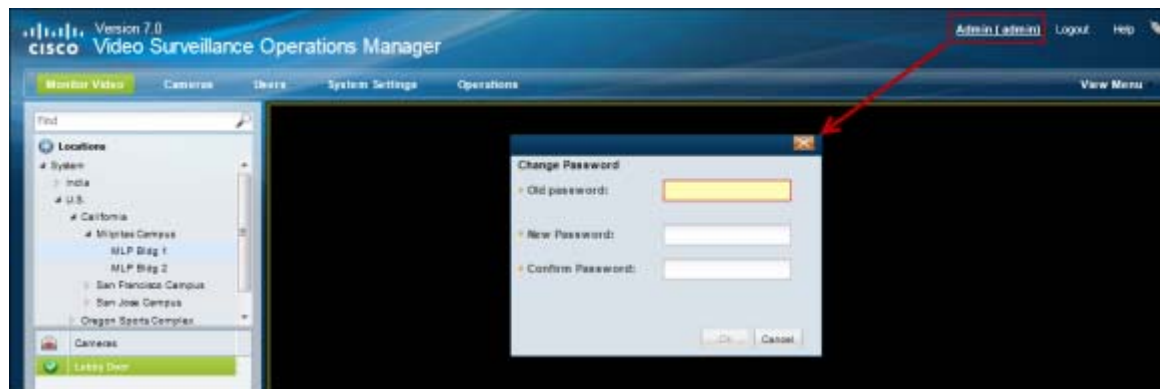 Version 7.0
CISCO Video Surveillance Operations Manager
Admin (admin) Logout Help
Monitor Video Cameras Users System Settings Operations View Menu
Find
Locations
System
India
U.S.
California
Milpitas Campus
MLP Bldg 1
MLP Bldg 2
San Francisco Campus
San Jose Campus
Oregon Sports Complex
Cameras
Lobby Door
Change Password
* Old password:
* New Password:
* Confirm Password:
Ok Cancel